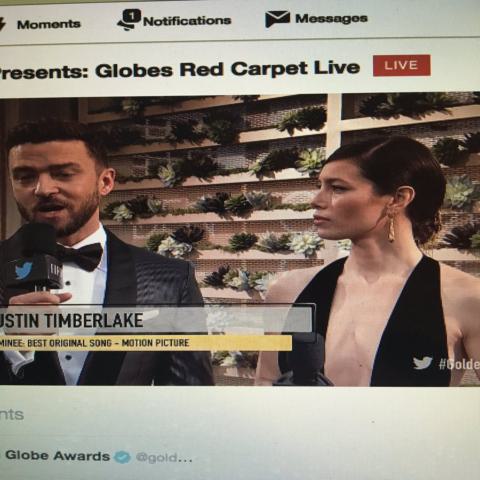 Moments
1
Notifications
Messages
resents: Globes Red Carpet Live
LIVE
USTIN TIMBERLAKE
MINEE: BEST ORIGINAL SONG – MOTION PICTURE
#Golde
nts
Globe Awards @gold...